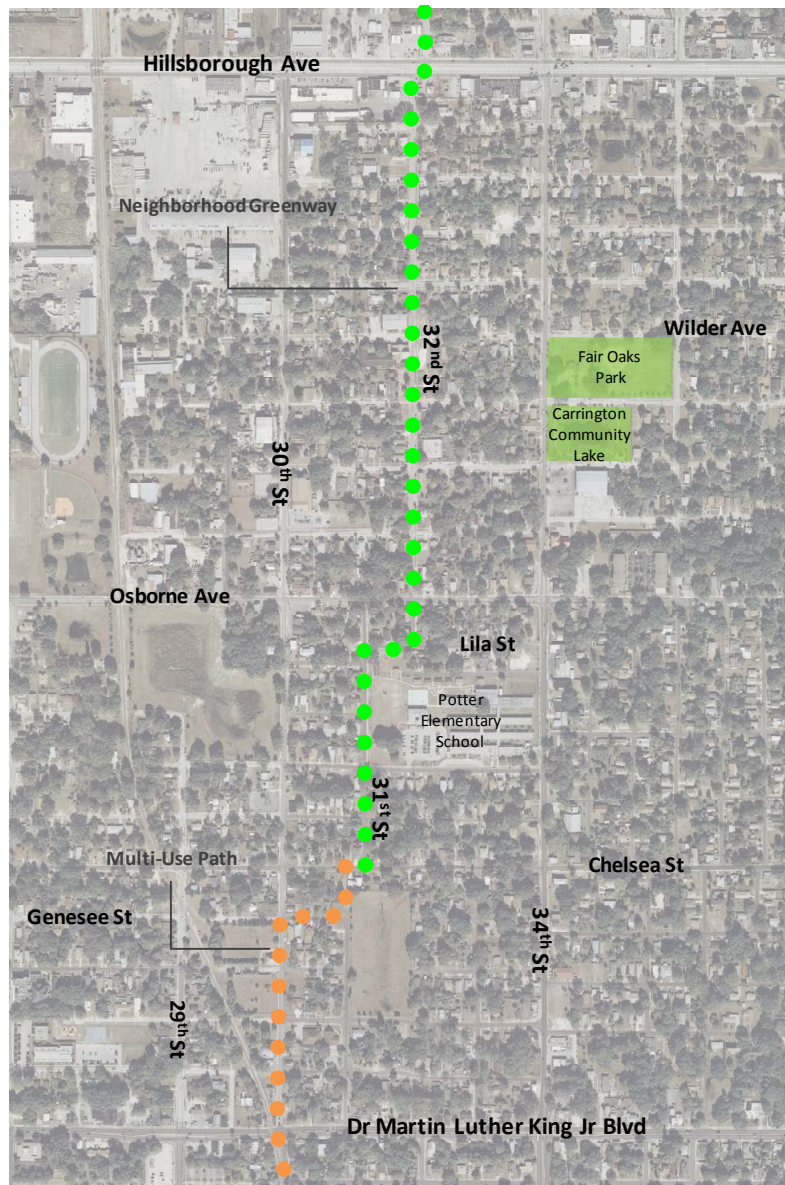 Hillsborough Ave
Neighborhood Greenway
32nd St
Wilder Ave
Fair Oaks
Park
Carrington
Community
Lake
30th St
Osborne Ave
Lila St
Potter
Elementary
School
31st St
Multi-Use Path
Chelsea St
Genesee St
34th St
29th St
Dr Martin Luther King Jr Blvd